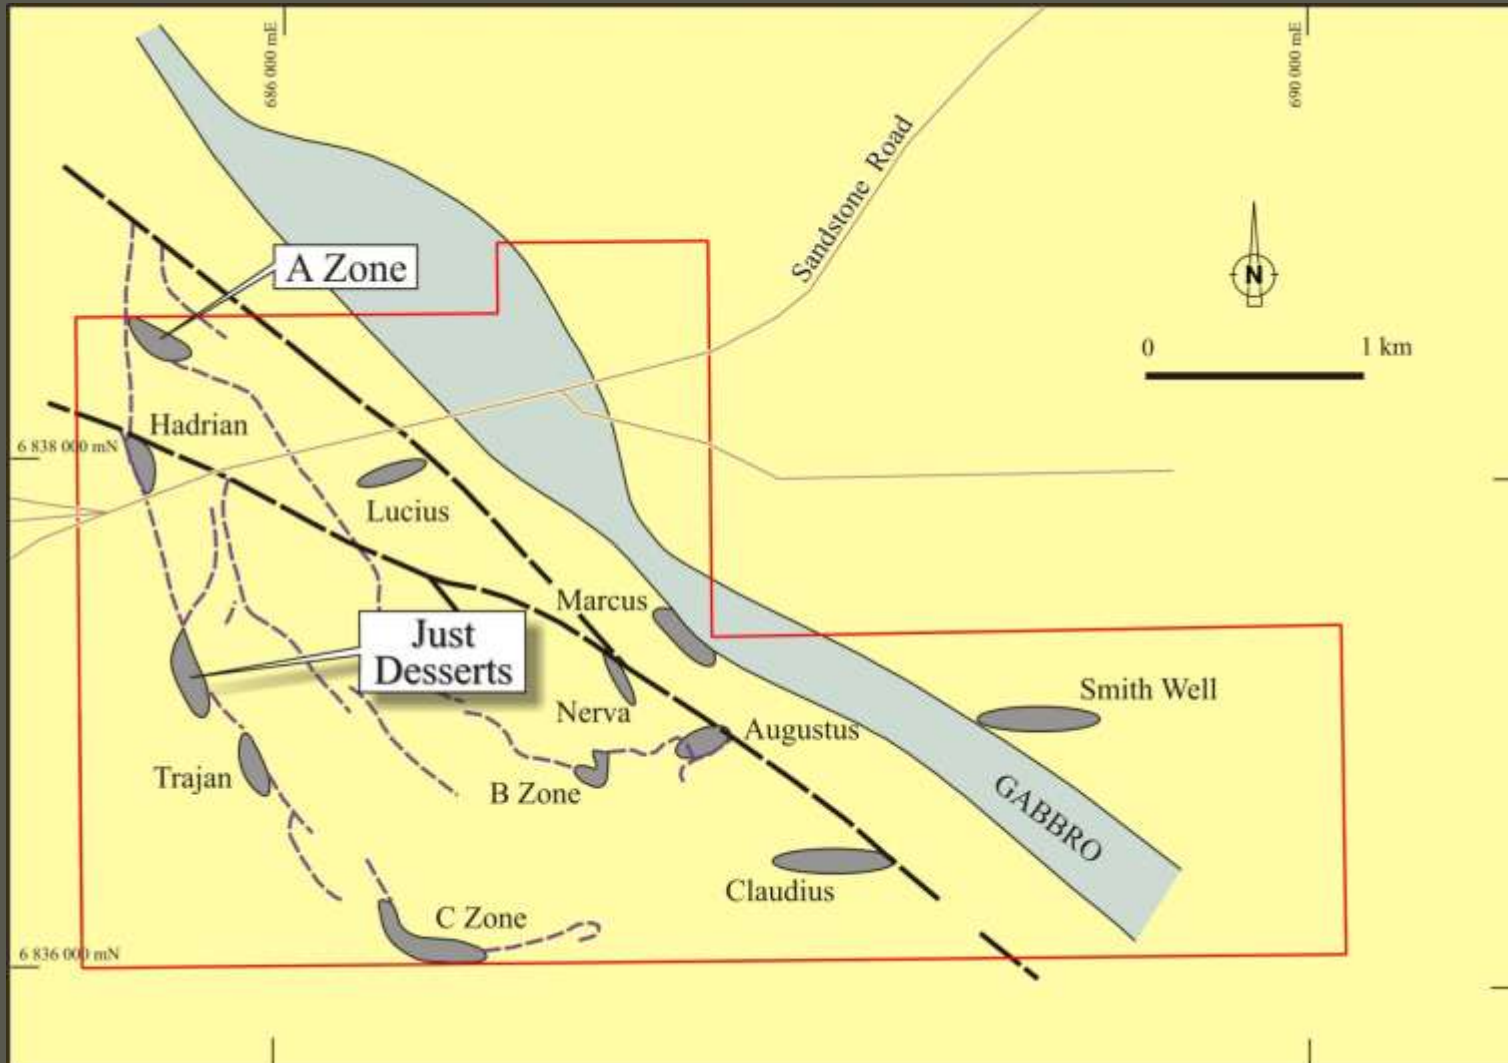 686 000 mE
690 000 mE
Sandstone Road
A Zone
N
0
1 km
Hadrian
6 838 000 mN
Lucius
Marcus
Just
Desserts
Smith Well
Nerva
Augustus
Trajan
B Zone
GABBRO
Claudius
C Zone
6 836 000 mN